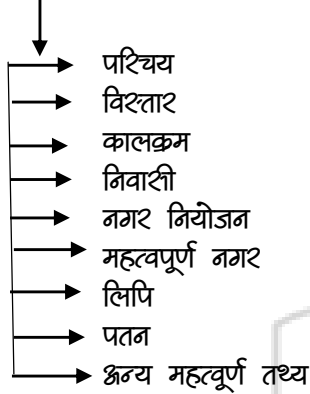 परिचय
विस्तार
कालक्रम
निवासी
नगर नियोजन
महत्वपूर्ण नगर
लिपि
पतन
अन्य महत्वूर्ण तथ्य